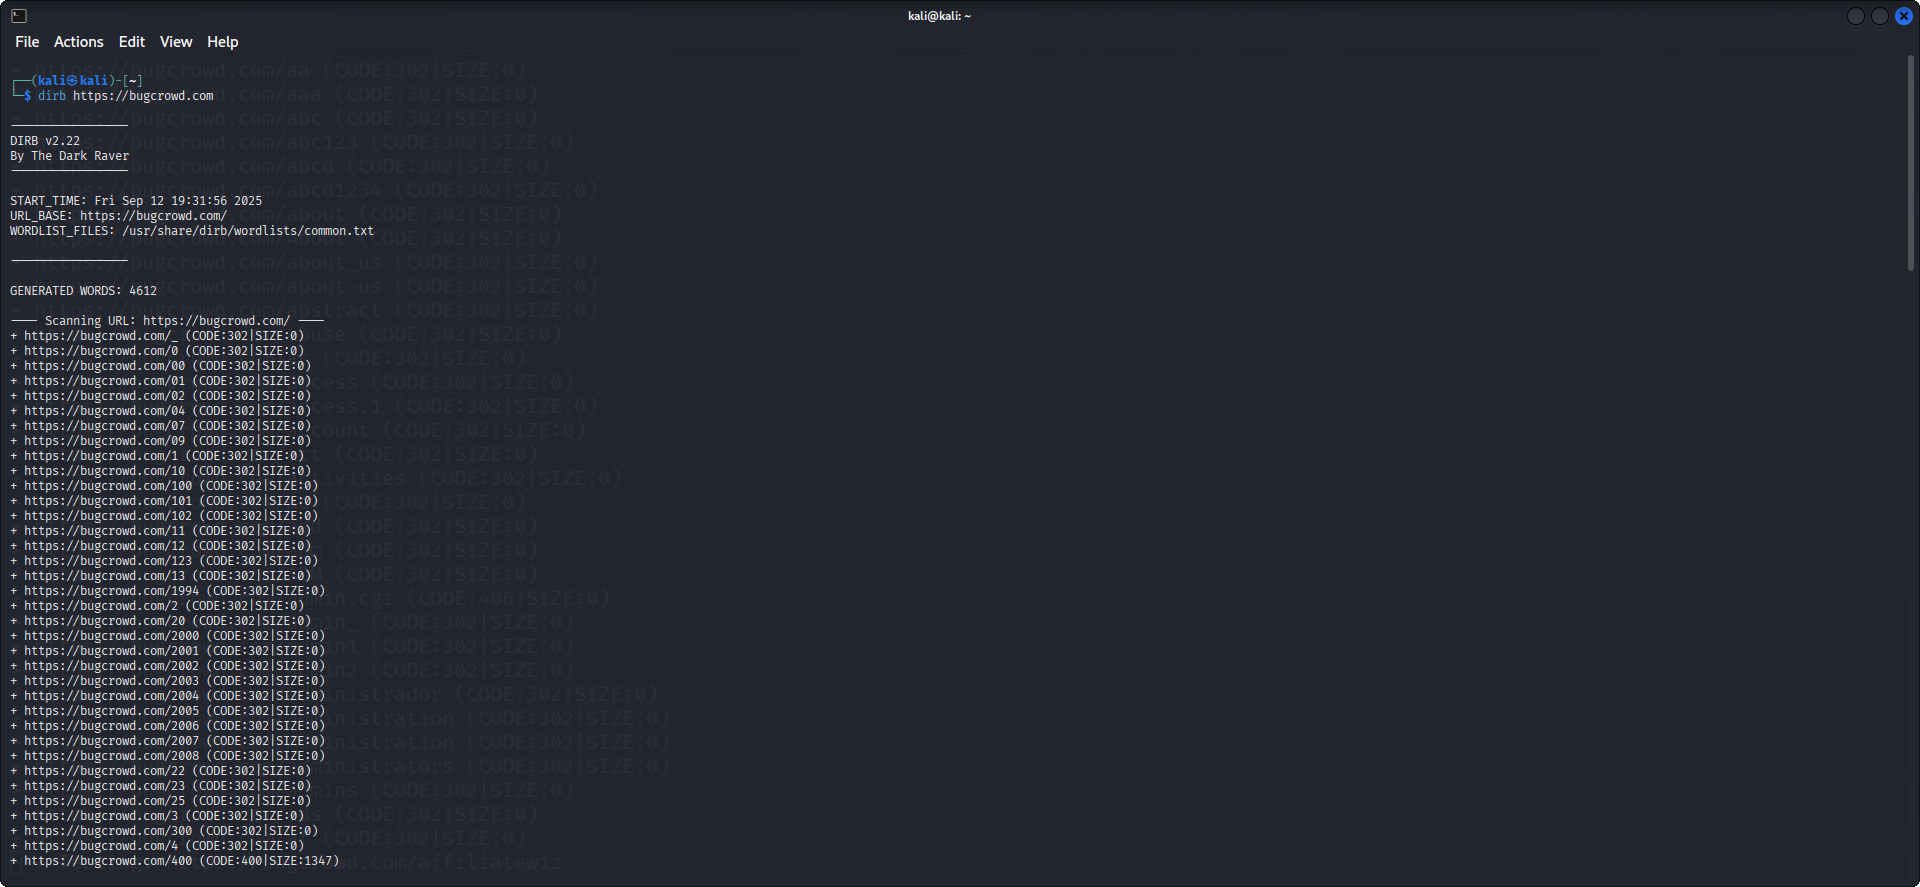 kali@kali: ~
File Actions Edit View Help
┌──(kali㉿kali)-[~]
└─$ dirb https://bugcrowd.com
-----------------
DIRB v2.22
By The Dark Raver
-----------------
START_TIME: Fri Sep 12 19:31:56 2025
URL_BASE: https://bugcrowd.com/
WORDLIST_FILES: /usr/share/dirb/wordlists/common.txt
-----------------
GENERATED WORDS: 4612
---- Scanning URL: https://bugcrowd.com/ ----
+ https://bugcrowd.com/_ (CODE:302|SIZE:0)
+ https://bugcrowd.com/0 (CODE:302|SIZE:0)
+ https://bugcrowd.com/00 (CODE:302|SIZE:0)
+ https://bugcrowd.com/01 (CODE:302|SIZE:0)
+ https://bugcrowd.com/02 (CODE:302|SIZE:0)
+ https://bugcrowd.com/04 (CODE:302|SIZE:0)
+ https://bugcrowd.com/07 (CODE:302|SIZE:0)
+ https://bugcrowd.com/09 (CODE:302|SIZE:0)
+ https://bugcrowd.com/1 (CODE:302|SIZE:0)
+ https://bugcrowd.com/10 (CODE:302|SIZE:0)
+ https://bugcrowd.com/100 (CODE:302|SIZE:0)
+ https://bugcrowd.com/101 (CODE:302|SIZE:0)
+ https://bugcrowd.com/102 (CODE:302|SIZE:0)
+ https://bugcrowd.com/11 (CODE:302|SIZE:0)
+ https://bugcrowd.com/12 (CODE:302|SIZE:0)
+ https://bugcrowd.com/123 (CODE:302|SIZE:0)
+ https://bugcrowd.com/13 (CODE:302|SIZE:0)
+ https://bugcrowd.com/1994 (CODE:302|SIZE:0)
+ https://bugcrowd.com/2 (CODE:302|SIZE:0)
+ https://bugcrowd.com/20 (CODE:302|SIZE:0)
+ https://bugcrowd.com/2000 (CODE:302|SIZE:0)
+ https://bugcrowd.com/2001 (CODE:302|SIZE:0)
+ https://bugcrowd.com/2002 (CODE:302|SIZE:0)
+ https://bugcrowd.com/2003 (CODE:302|SIZE:0)
+ https://bugcrowd.com/2004 (CODE:302|SIZE:0)
+ https://bugcrowd.com/2005 (CODE:302|SIZE:0)
+ https://bugcrowd.com/2006 (CODE:302|SIZE:0)
+ https://bugcrowd.com/2007 (CODE:302|SIZE:0)
+ https://bugcrowd.com/2008 (CODE:302|SIZE:0)
+ https://bugcrowd.com/22 (CODE:302|SIZE:0)
+ https://bugcrowd.com/23 (CODE:302|SIZE:0)
+ https://bugcrowd.com/25 (CODE:302|SIZE:0)
+ https://bugcrowd.com/3 (CODE:302|SIZE:0)
+ https://bugcrowd.com/300 (CODE:302|SIZE:0)
+ https://bugcrowd.com/4 (CODE:302|SIZE:0)
+ https://bugcrowd.com/400 (CODE:400|SIZE:1347)